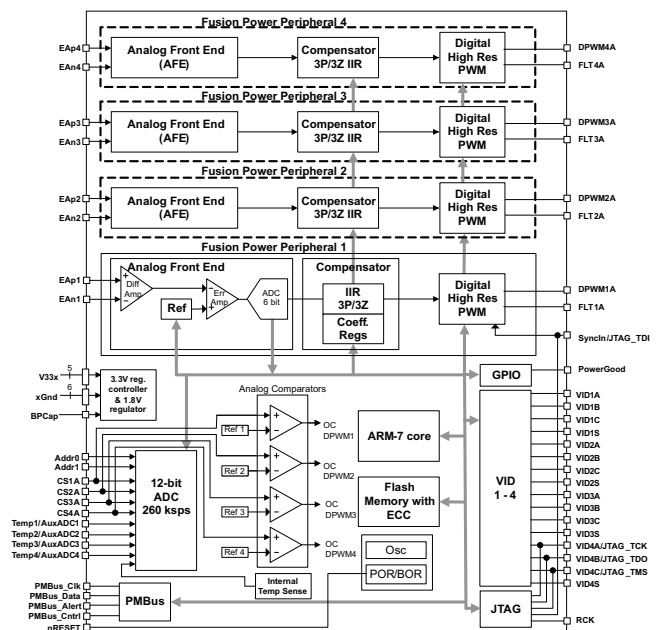 Fusion Power Peripheral 4
EAp4
EAn4
Analog Front End
(AFE)
Compensator
3P/3Z IIR
Digital
High Res
PWM
DPWM4A
FLT4A
Fusion Power Peripheral 3
EAp3
EAn3
Analog Front End
(AFE)
Compensator
3P/3Z IIR
Digital
High Res
PWM
DPWM3A
FLT3A
Fusion Power Peripheral 2
EAp2
EAn2
Analog Front End
(AFE)
Compensator
3P/3Z IIR
Digital
High Res
PWM
DPWM2A
FLT2A
Fusion Power Peripheral 1
Analog Front End
Compensator
EAp1
EAn1
Diff
Amp
Ref
Err
Amp
ADC
6 bit
IIR
3P/3Z
Coeff.
Regs
Digital
High Res
PWM
DPWM1A
FLT1A
SyncIn/JTAG_TDI
GPIO
PowerGood
V33x
5
xGnd
6
BPCap
3.3V reg.
controller
& 1.8V
regulator
Analog Comparators
Ref 1
OC
DPWM1
Ref 2
OC
DPWM2
Ref 3
OC
DPWM3
Ref 4
OC
DPWM4
ARM-7 core
Flash
Memory with
ECC
Osc
POR/BOR
Addr0
Addr1
CS1A
CS2A
CS3A
CS4A
Temp1/AuxADC1
Temp2/AuxADC2
Temp3/AuxADC3
Temp4/AuxADC4
12-bit
ADC
260 ksps
Internal
Temp Sense
PMBus_Clk
PMBus_Data
PMBus_Alert
PMBus_Cntrl
nRESET
PMBus
VID
1 - 4
VID1A
VID1B
VID1C
VID1S
VID2A
VID2B
VID2C
VID2S
VID3A
VID3B
VID3C
VID3S
VID4A/JTAG_TCK
VID4B/JTAG_TDO
VID4C/JTAG_TMS
VID4S
JTAG
RCK